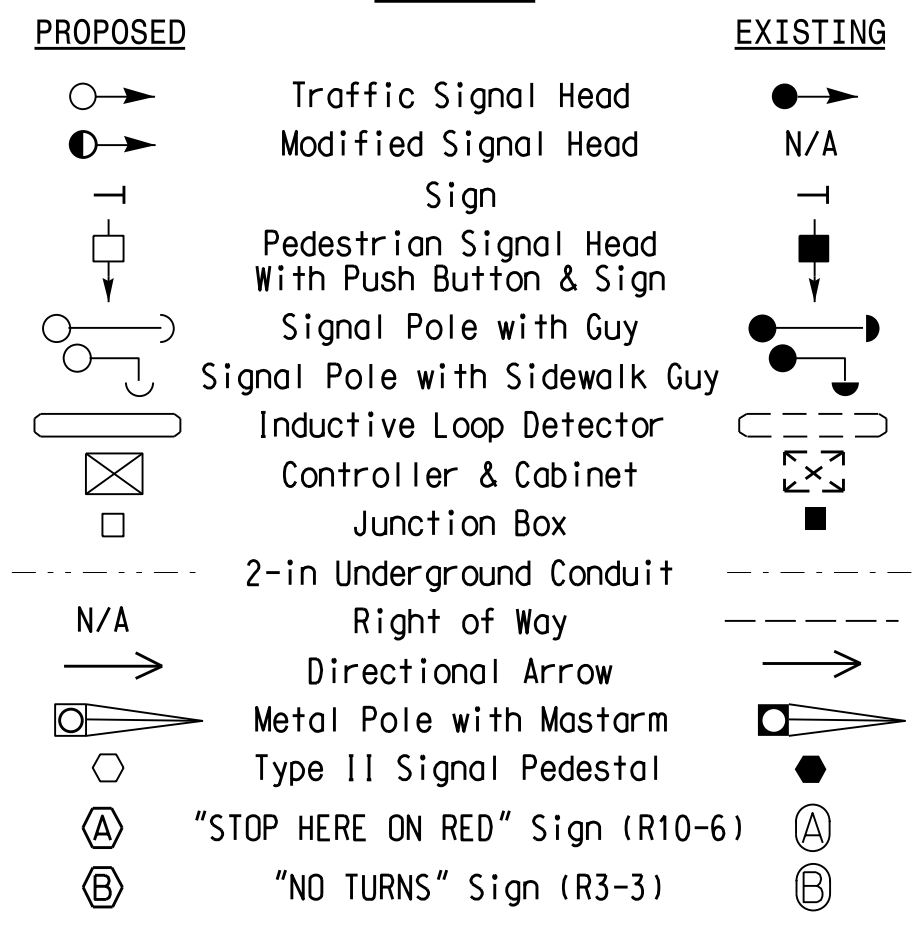 PROPOSED EXISTING
Traffic Signal Head
Modified Signal Head N/A
Sign
Pedestrian Signal Head
With Push Button & Sign
Signal Pole with Guy
Signal Pole with Sidewalk Guy
Inductive Loop Detector
Controller & Cabinet
Junction Box
2-in Underground Conduit
N/A Right of Way
Directional Arrow
Metal Pole with Mastarm
Type II Signal Pedestal
A "STOP HERE ON RED" Sign (R10-6) A
B "NO TURNS" Sign (R3-3) B